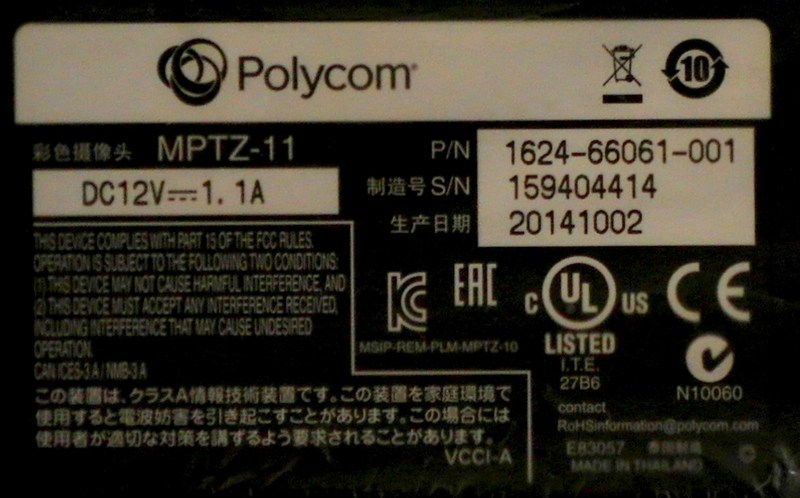 Polycom
10
彩色摄像头 MPTZ-11
DC12V⎓1.1A
P/N 1624-66061-001
制造号 S/N 159404414
生产日期 20141002
THIS DEVICE COMPLIES WITH PART 15 OF THE FCC RULES.
OPERATION IS SUBJECT TO THE FOLLOWING TWO CONDITIONS:
(1) THIS DEVICE MAY NOT CAUSE HARMFUL INTERFERENCE, AND
(2) THIS DEVICE MUST ACCEPT ANY INTERFERENCE RECEIVED,
INCLUDING INTERFERENCE THAT MAY CAUSE UNDESIRED
OPERATION.
CAN ICES-3 A / NMB-3 A
この装置は、クラスA情報技術装置です。この装置を家庭環境で
使用すると電波妨害を引き起こすことがあります。この場合には
使用者が適切な対策を講するよう要求されることがあります。
VCCI-A
EAC
MSIP-REM-PLM-MPTZ-10
C UL US
LISTED
I.T.E.
27B6
CE
N10060
contact
RoHSinformation@polycom.com
E83057 泰国制造
MADE IN THAILAND